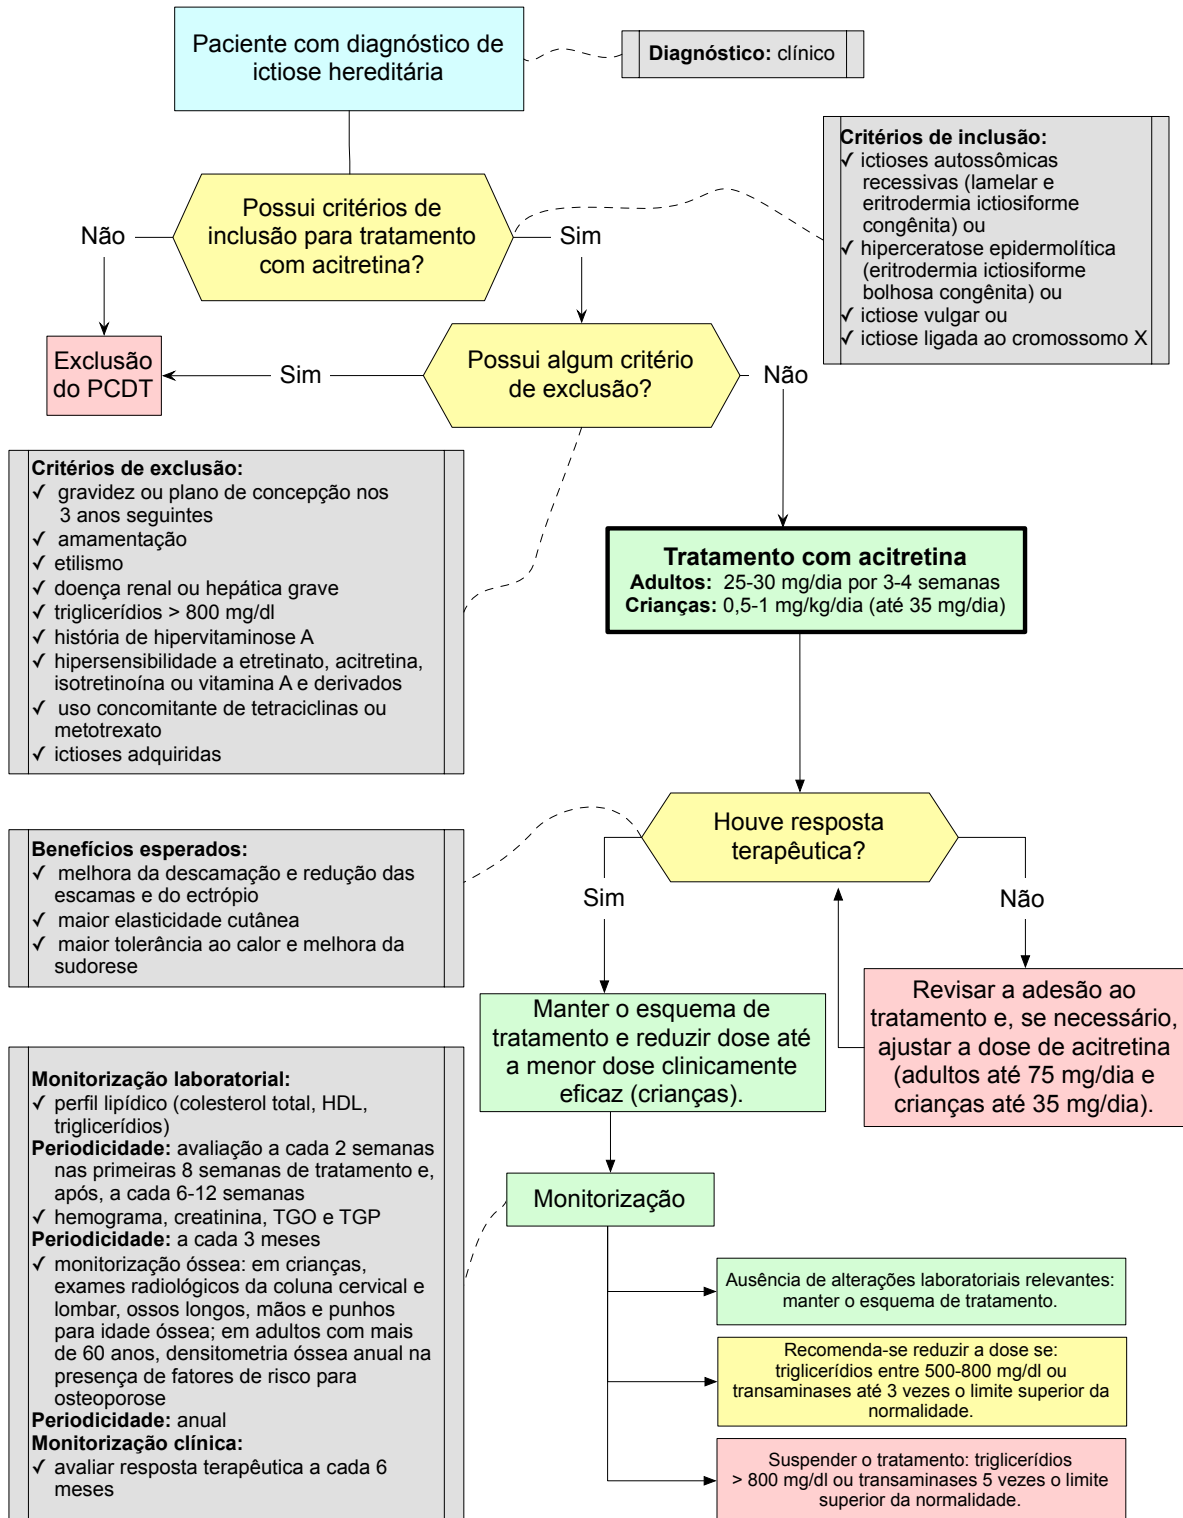 Paciente com diagnóstico de
ictiose hereditária
Diagnóstico: clínico
Critérios de inclusão:
✓ ictioses autossômicas
recessivas (lamelar e
eritrodermia ictiosiforme
congênita) ou
✓ hiperceratose epidermolítica
(eritrodermia ictiosiforme
bolhosa congênita) ou
✓ ictiose vulgar ou
✓ ictiose ligada ao cromossomo X
Possui critérios de
inclusão para tratamento
com acitretina?
Não
Sim
Exclusão
do PCDT
Sim
Possui algum critério
de exclusão?
Não
Critérios de exclusão:
✓ gravidez ou plano de concepção nos
3 anos seguintes
✓ amamentação
✓ etilismo
✓ doença renal ou hepática grave
✓ triglicerídios > 800 mg/dl
✓ história de hipervitaminose A
✓ hipersensibilidade a etretinato, acitretina,
isotretinoína ou vitamina A e derivados
✓ uso concomitante de tetraciclinas ou
metotrexato
✓ ictioses adquiridas
Tratamento com acitretina
Adultos: 25-30 mg/dia por 3-4 semanas
Crianças: 0,5-1 mg/kg/dia (até 35 mg/dia)
Houve resposta
terapêutica?
Benefícios esperados:
✓ melhora da descamação e redução das
escamas e do ectrópio
✓ maior elasticidade cutânea
✓ maior tolerância ao calor e melhora da
sudorese
Sim
Não
Manter o esquema de
tratamento e reduzir dose até
a menor dose clinicamente
eficaz (crianças).
Revisar a adesão ao
tratamento e, se necessário,
ajustar a dose de acitretina
(adultos até 75 mg/dia e
crianças até 35 mg/dia).
Monitorização laboratorial:
✓ perfil lipídico (colesterol total, HDL,
triglicerídios)
Periodicidade: avaliação a cada 2 semanas
nas primeiras 8 semanas de tratamento e,
após, a cada 6-12 semanas
✓ hemograma, creatinina, TGO e TGP
Periodicidade: a cada 3 meses
✓ monitorização óssea: em crianças,
exames radiológicos da coluna cervical e
lombar, ossos longos, mãos e punhos
para idade óssea; em adultos com mais
de 60 anos, densitometria óssea anual na
presença de fatores de risco para
osteoporose
Periodicidade: anual
Monitorização clínica:
✓ avaliar resposta terapêutica a cada 6
meses
Monitorização
Ausência de alterações laboratoriais relevantes:
manter o esquema de tratamento.
Recomenda-se reduzir a dose se:
triglicerídios entre 500-800 mg/dl ou
transaminases até 3 vezes o limite superior da
normalidade.
Suspender o tratamento: triglicerídios
> 800 mg/dl ou transaminases 5 vezes o limite
superior da normalidade.